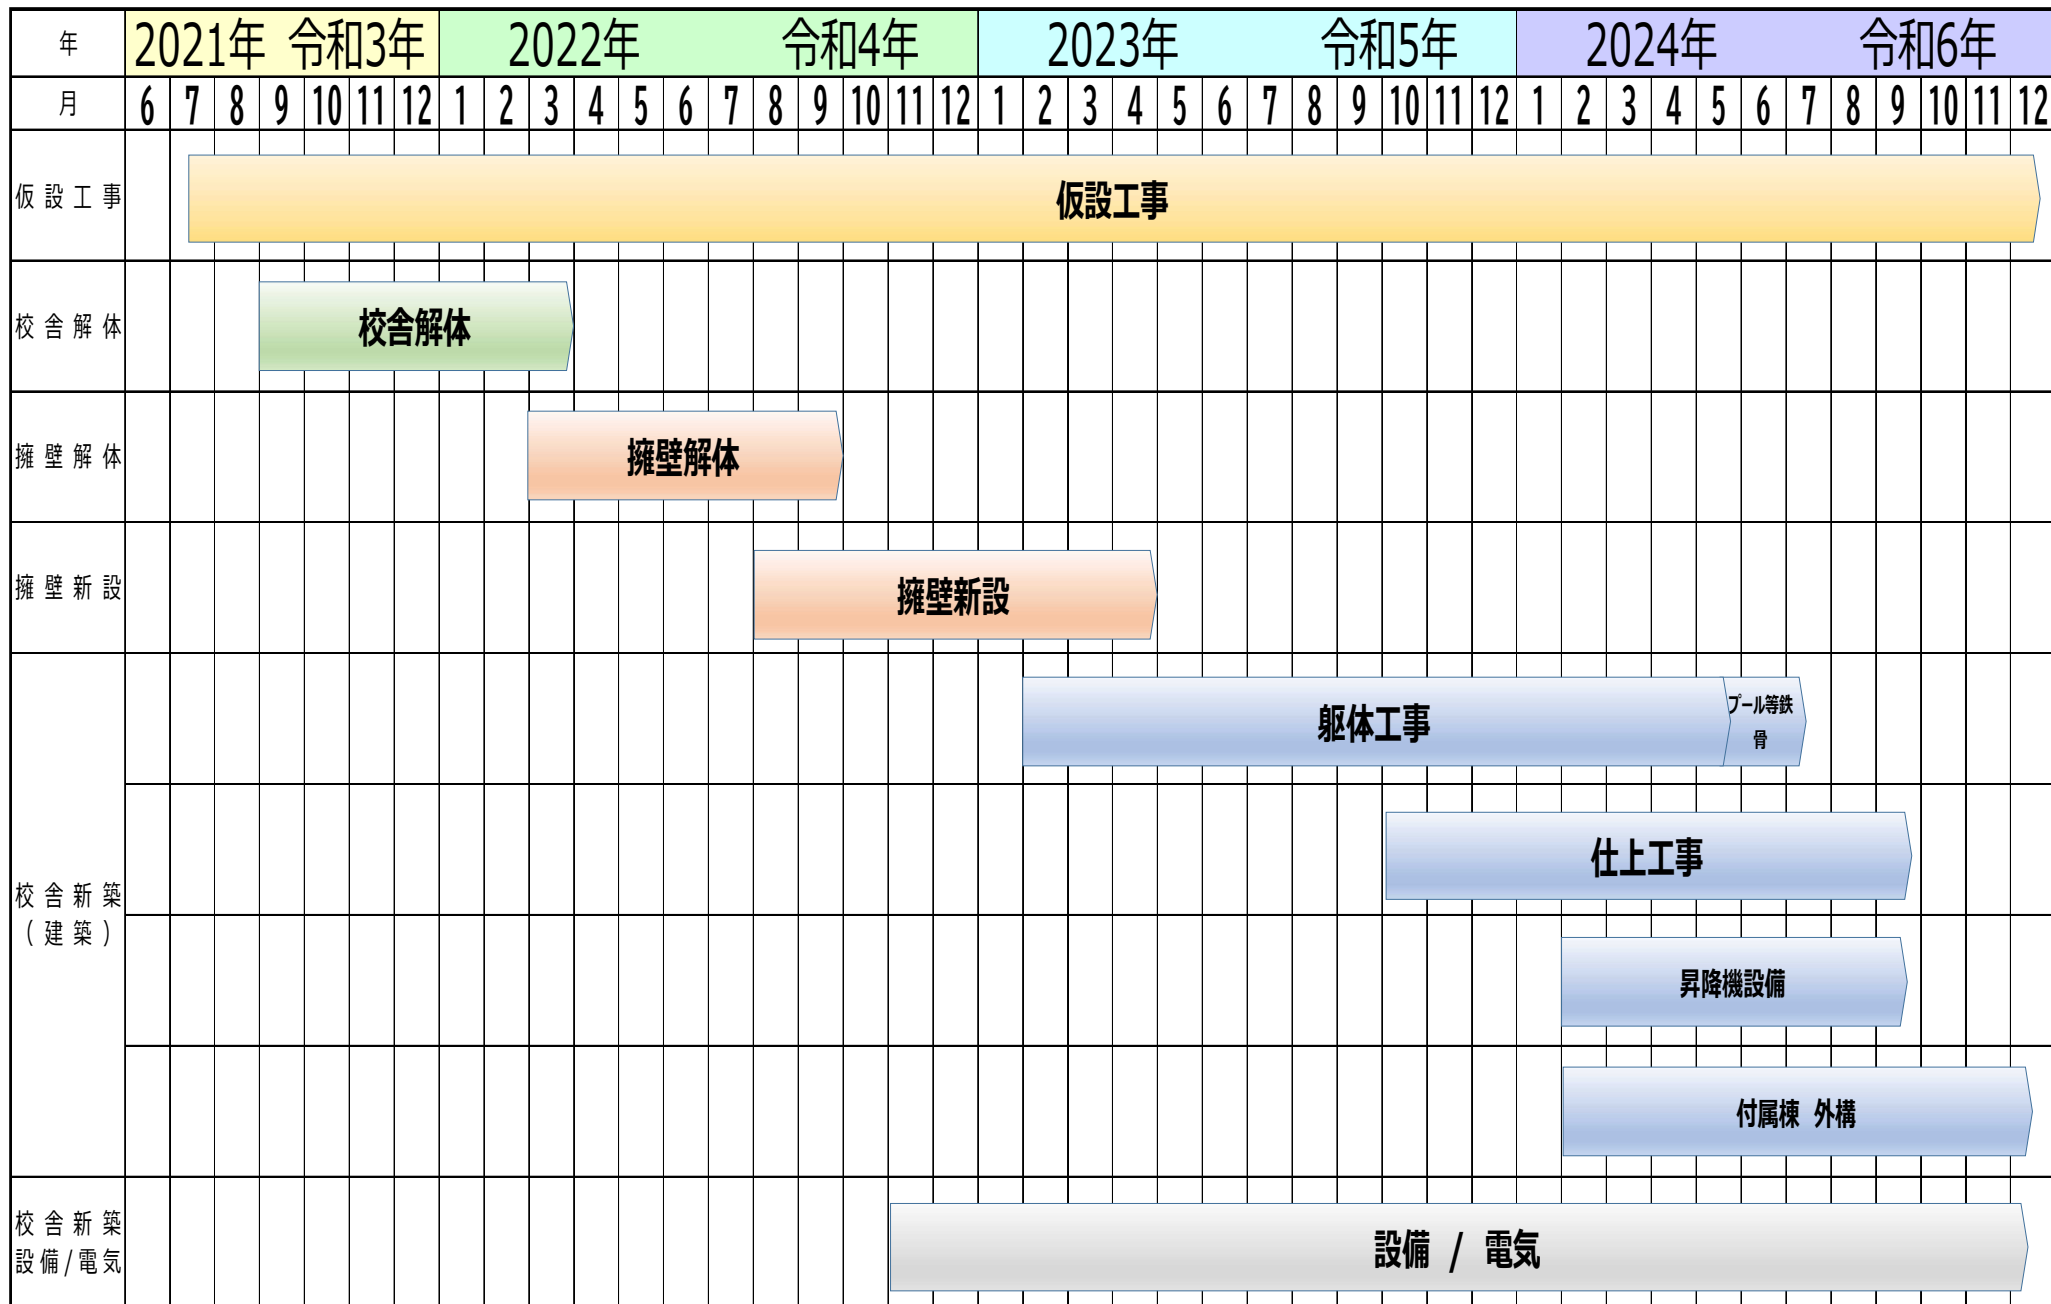 年 2021年 令和3年 2022年 令和4年 2023年 令和5年 2024年 令和6年
月 6 7 8 9 10 11 12 1 2 3 4 5 6 7 8 9 10 11 12 1 2 3 4 5 6 7 8 9 10 11 12 1 2 3 4 5 6 7 8 9 10 11 12
仮設工事 仮設工事
校舎解体 校舎解体
擁壁解体 擁壁解体
擁壁新設 擁壁新設
校舎新築
(建築)
躯体工事
プール等鉄
骨
仕上工事
昇降機設備
付属棟 外構
校舎新築
設備/電気
設備 / 電気